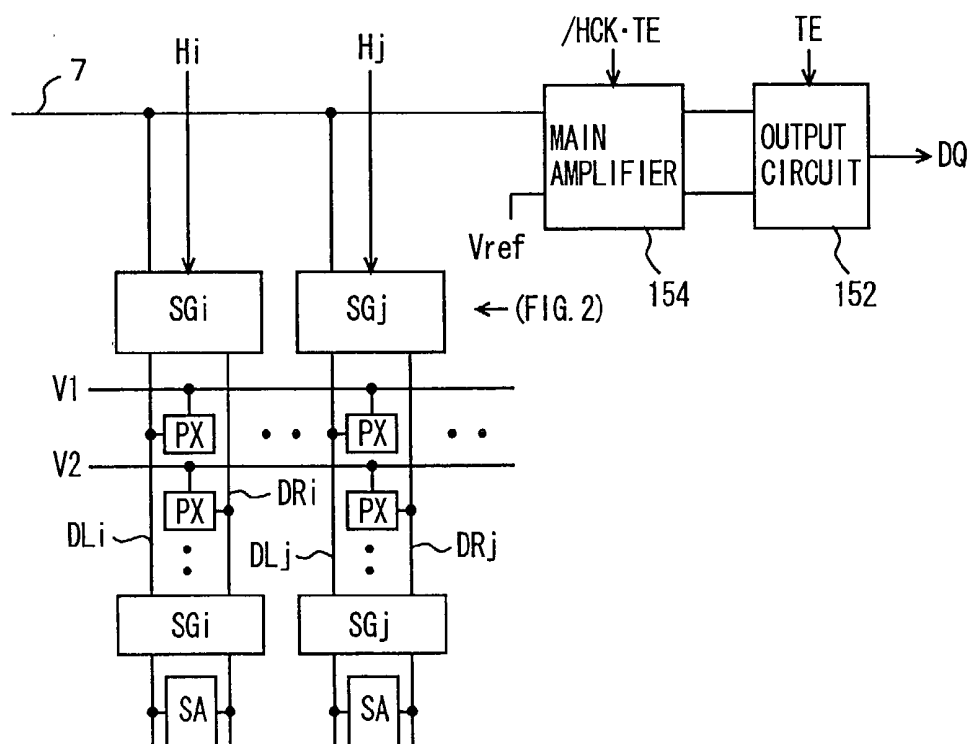 /HCK·TE
TE
Hi
Hj
7
MAIN
AMPLIFIER
OUTPUT
CIRCUIT
DQ
Vref
154
152
SGi
SGj
(FIG. 2)
V1
PX
PX
V2
PX
PX
DRi
DLi
DLj
DRj
SGi
SGj
SA
SA